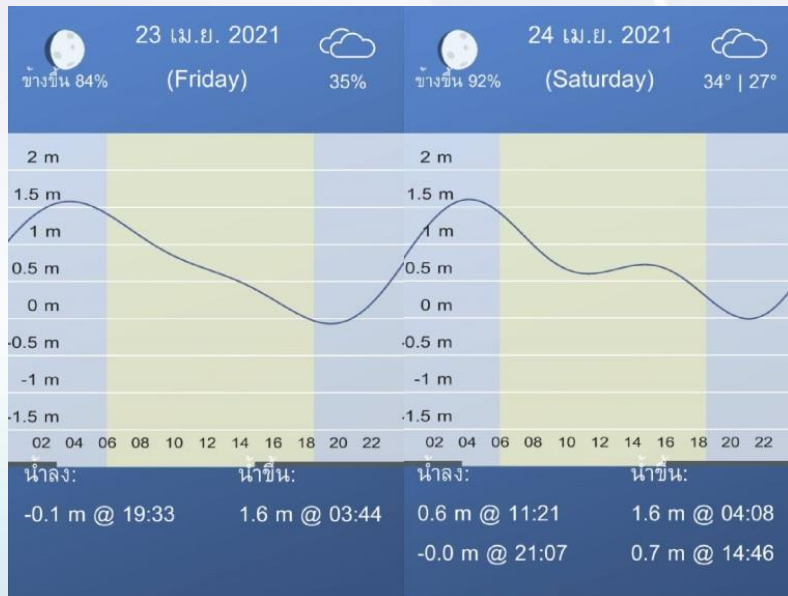 23 เม.ย. 2021
ข้างขึ้น 84%
(Friday)
35%
2 m
1.5 m
1 m
0.5 m
0 m
-0.5 m
-1 m
-1.5 m
02 04 06 08 10 12 14 16 18 20 22
น้ำลง: น้ำขึ้น:
-0.1 m @ 19:33 1.6 m @ 03:44
24 เม.ย. 2021
ข้างขึ้น 92%
(Saturday)
34° | 27°
2 m
1.5 m
1 m
0.5 m
0 m
-0.5 m
-1 m
-1.5 m
02 04 06 08 10 12 14 16 18 20 22
น้ำลง: น้ำขึ้น:
0.6 m @ 11:21 1.6 m @ 04:08
-0.0 m @ 21:07 0.7 m @ 14:46